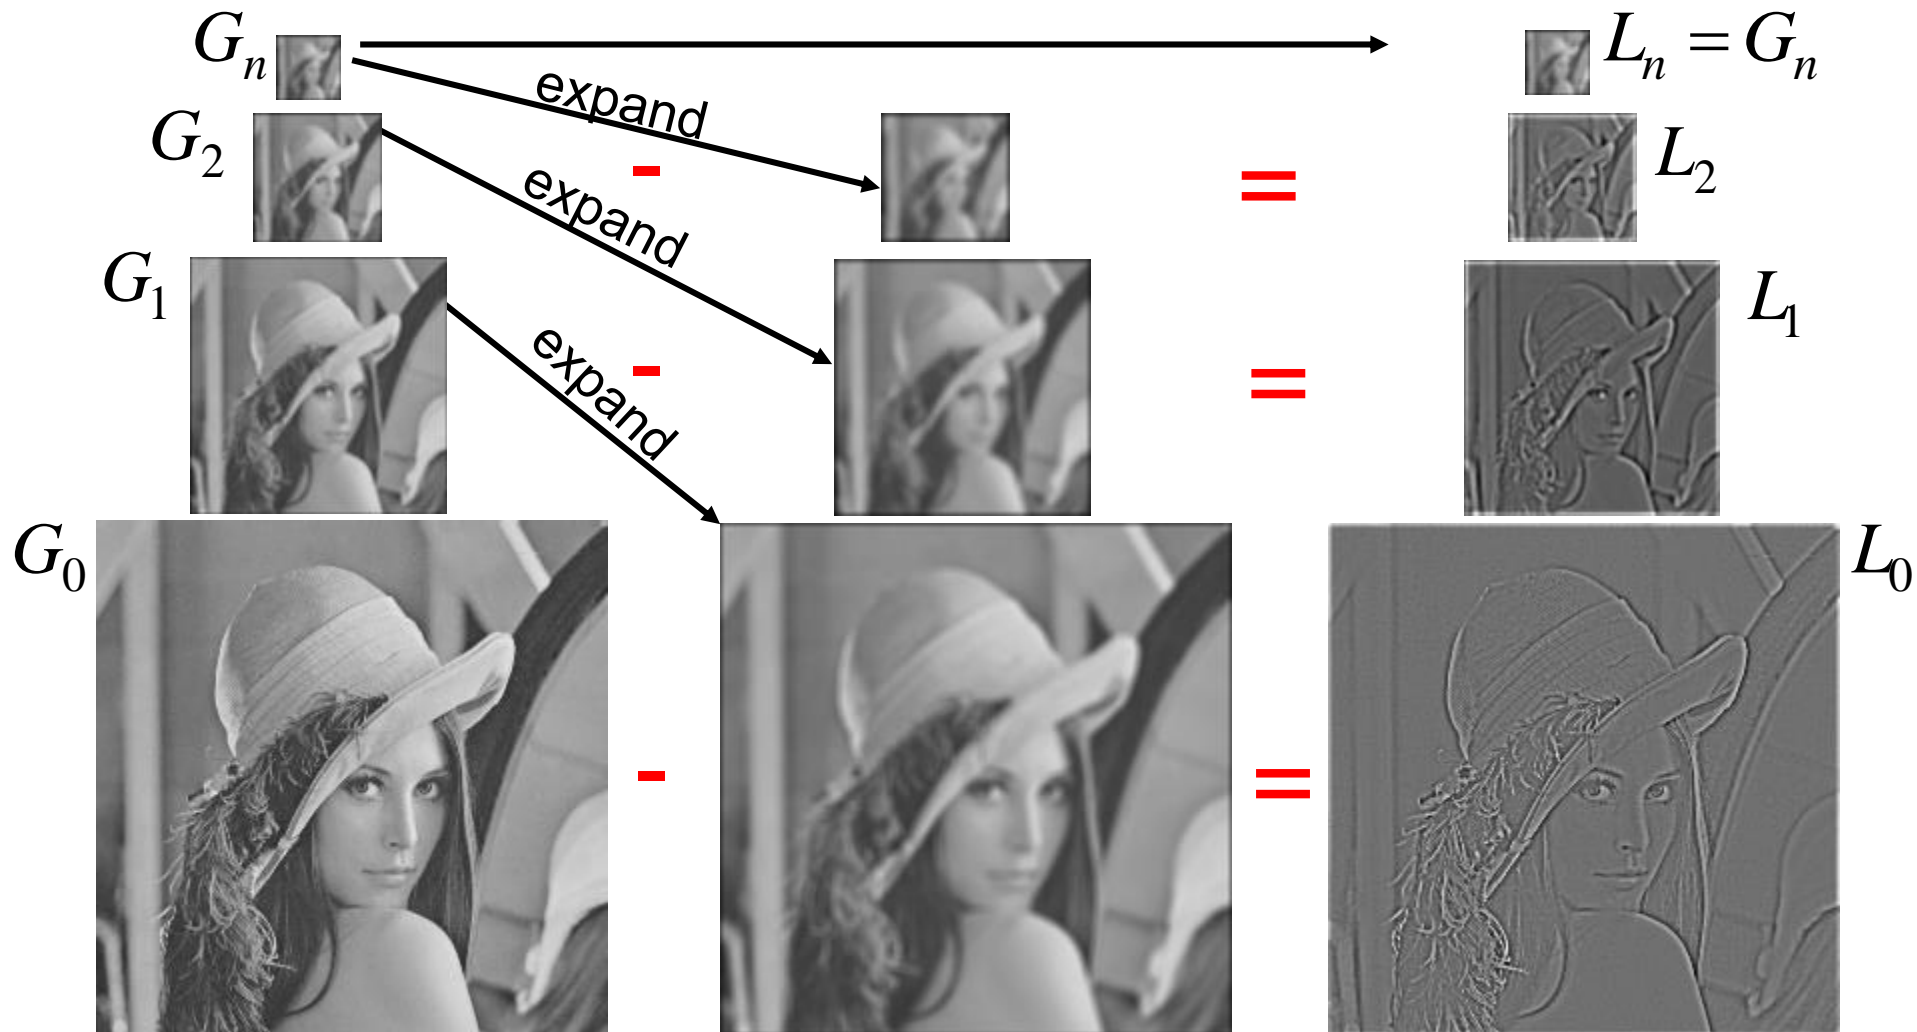 Gₙ
Lₙ = Gₙ
expand
G₂
-
=
L₂
expand
G₁
-
=
L₁
expand
G₀
-
=
L₀